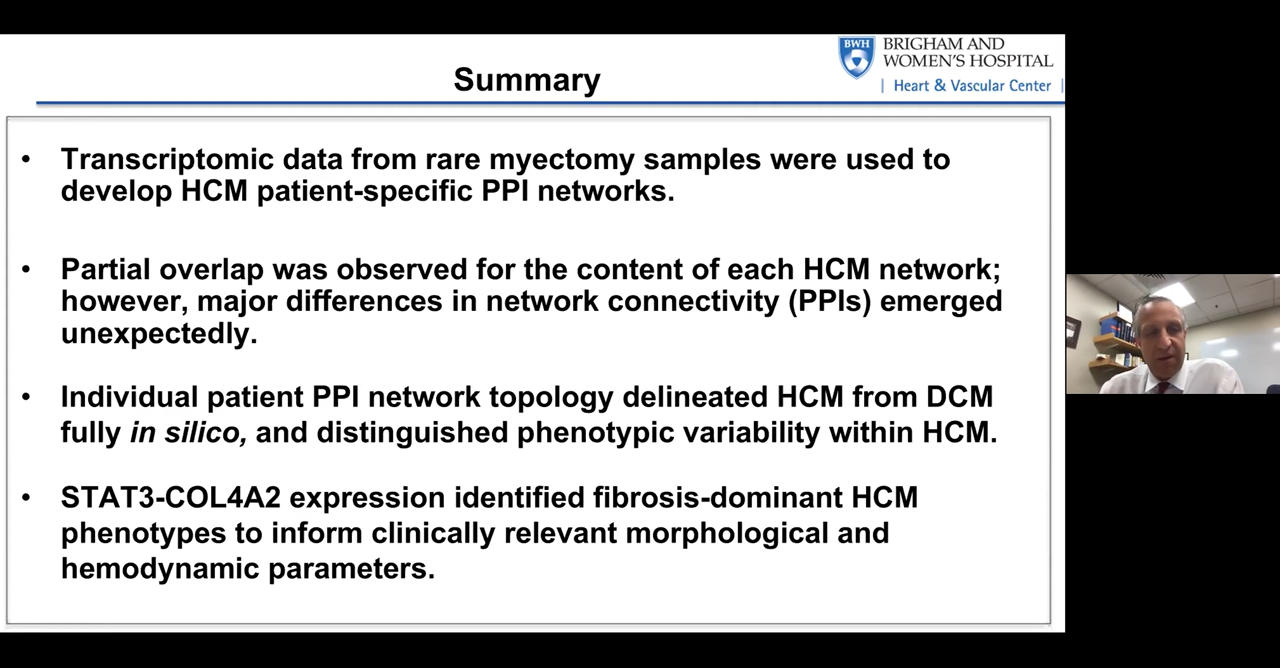 BWH
BRIGHAM AND
WOMEN'S HOSPITAL
| Heart & Vascular Center |
Summary
• Transcriptomic data from rare myectomy samples were used to
develop HCM patient-specific PPI networks.
• Partial overlap was observed for the content of each HCM network;
however, major differences in network connectivity (PPIs) emerged
unexpectedly.
• Individual patient PPI network topology delineated HCM from DCM
fully in silico, and distinguished phenotypic variability within HCM.
• STAT3-COL4A2 expression identified fibrosis-dominant HCM
phenotypes to inform clinically relevant morphological and
hemodynamic parameters.